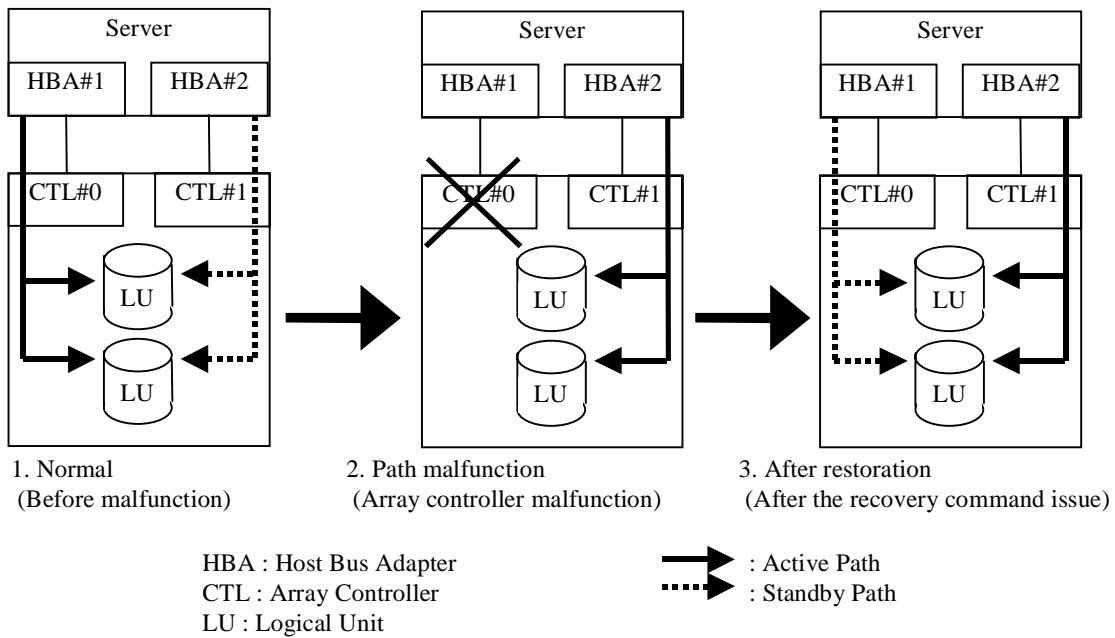 Server
HBA#1
HBA#2
CTL#0
CTL#1
LU
LU
1. Normal
(Before malfunction)
Server
HBA#1
HBA#2
CTL#0
CTL#1
LU
LU
2. Path malfunction
(Array controller malfunction)
Server
HBA#1
HBA#2
CTL#0
CTL#1
LU
LU
3. After restoration
(After the recovery command issue)
HBA : Host Bus Adapter
CTL : Array Controller
LU : Logical Unit
: Active Path
: Standby Path